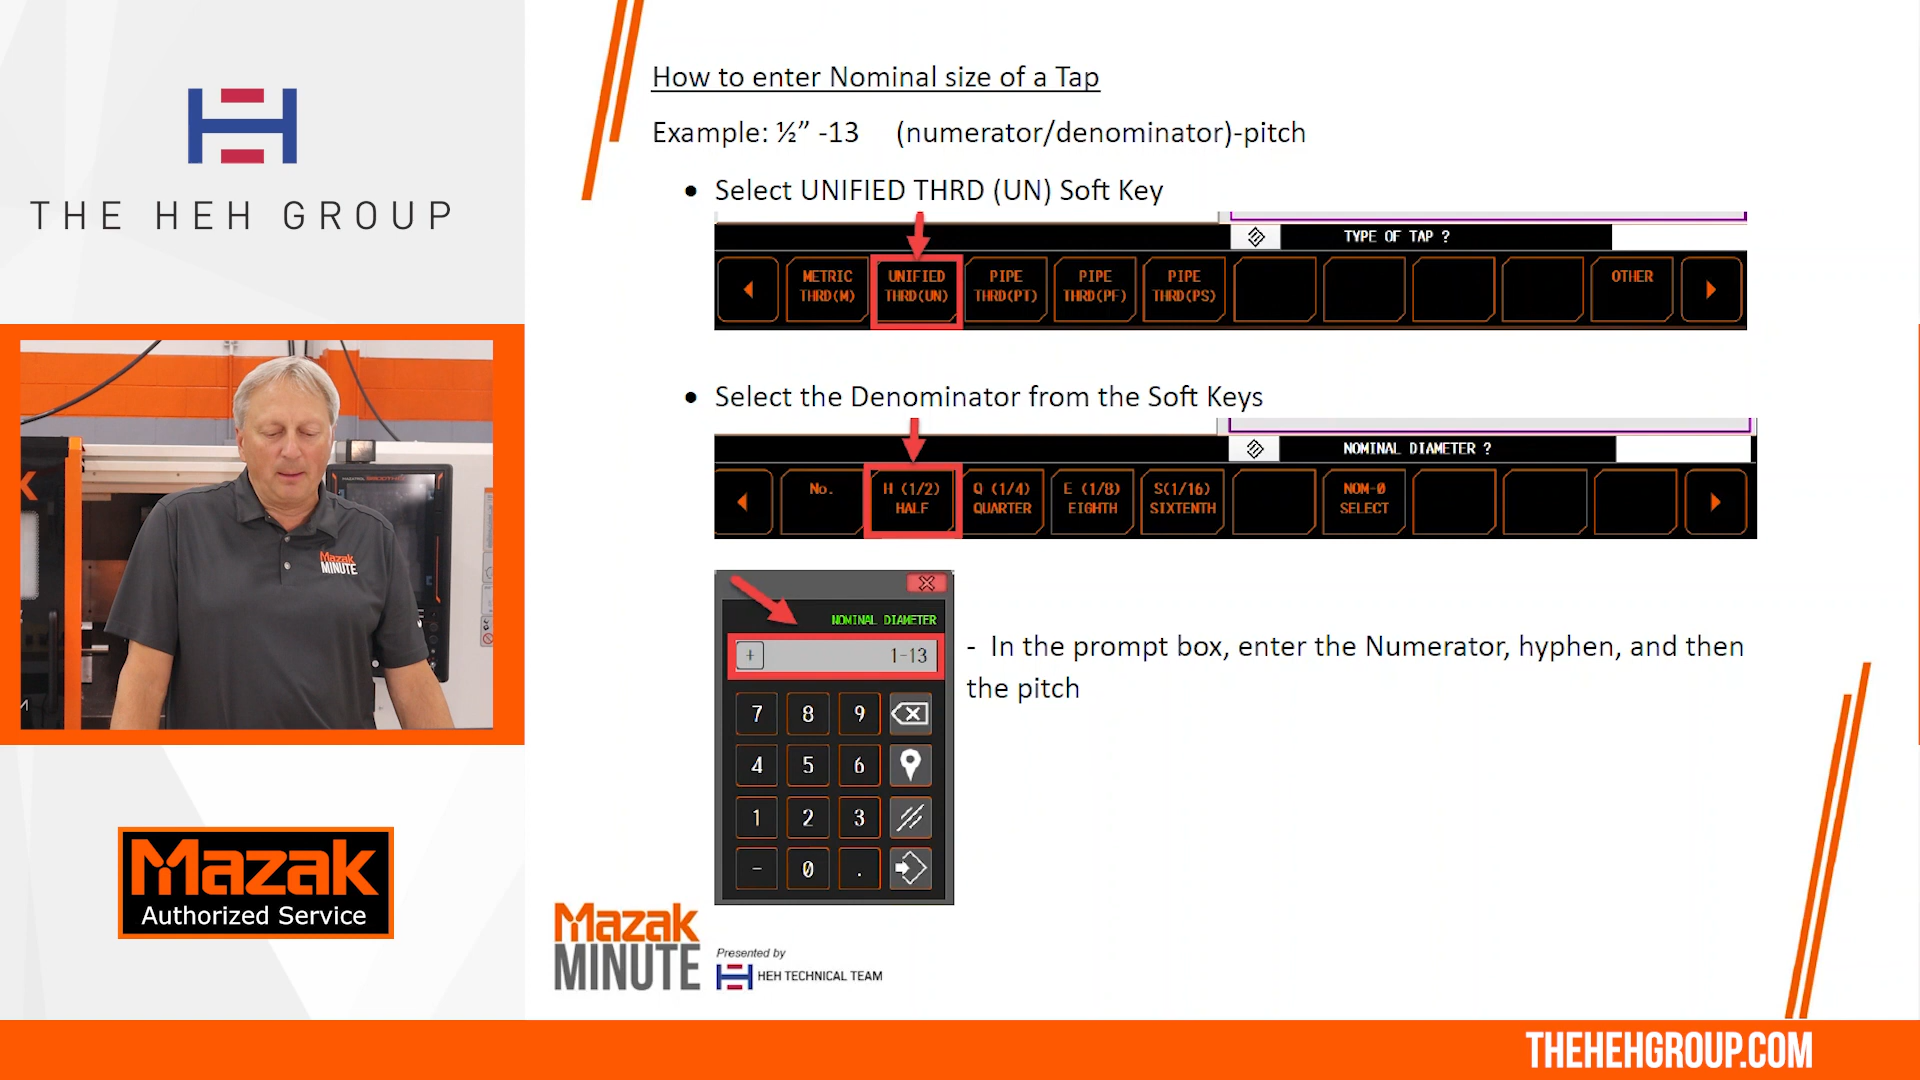 THE HEH GROUP
Mazak
MINUTE
Mazak
Authorized Service
How to enter Nominal size of a Tap
Example: ½” -13 (numerator/denominator)-pitch
• Select UNIFIED THRD (UN) Soft Key
TYPE OF TAP ?
METRIC THRD(M)
UNIFIED THRD(UN)
PIPE THRD(PT)
PIPE THRD(PF)
PIPE THRD(PS)
OTHER
• Select the Denominator from the Soft Keys
NOMINAL DIAMETER ?
No.
H (1/2) HALF
Q (1/4) QUARTER
E (1/8) EIGHTH
S(1/16) SIXTENTH
NOM-0 SELECT
NOMINAL DIAMETER
+ 1-13
7 8 9
4 5 6
1 2 3
- 0 .
- In the prompt box, enter the Numerator, hyphen, and then
the pitch
Mazak
MINUTE
Presented by
HEH TECHNICAL TEAM
THEHEHGROUP.COM